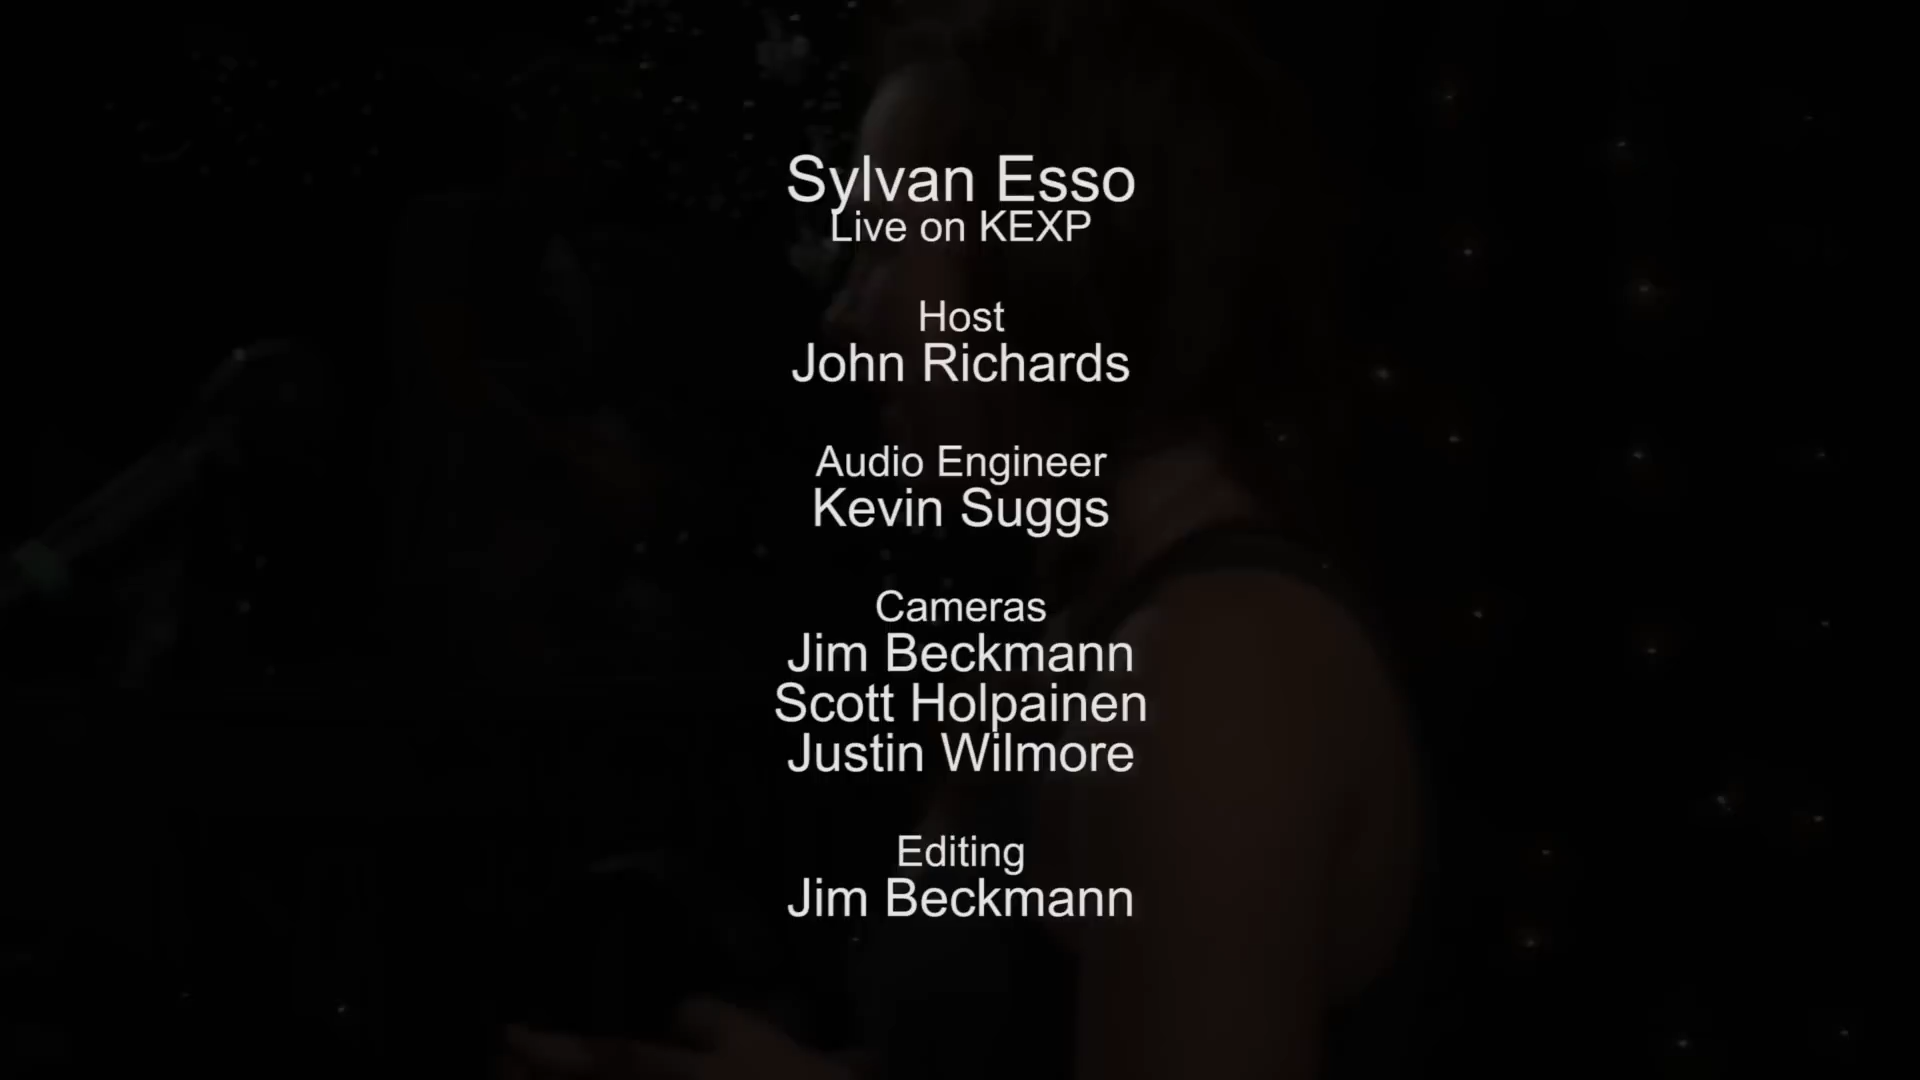 Sylvan Esso
Live on KEXP
Host
John Richards
Audio Engineer
Kevin Suggs
Cameras
Jim Beckmann
Scott Holpainen
Justin Wilmore
Editing
Jim Beckmann